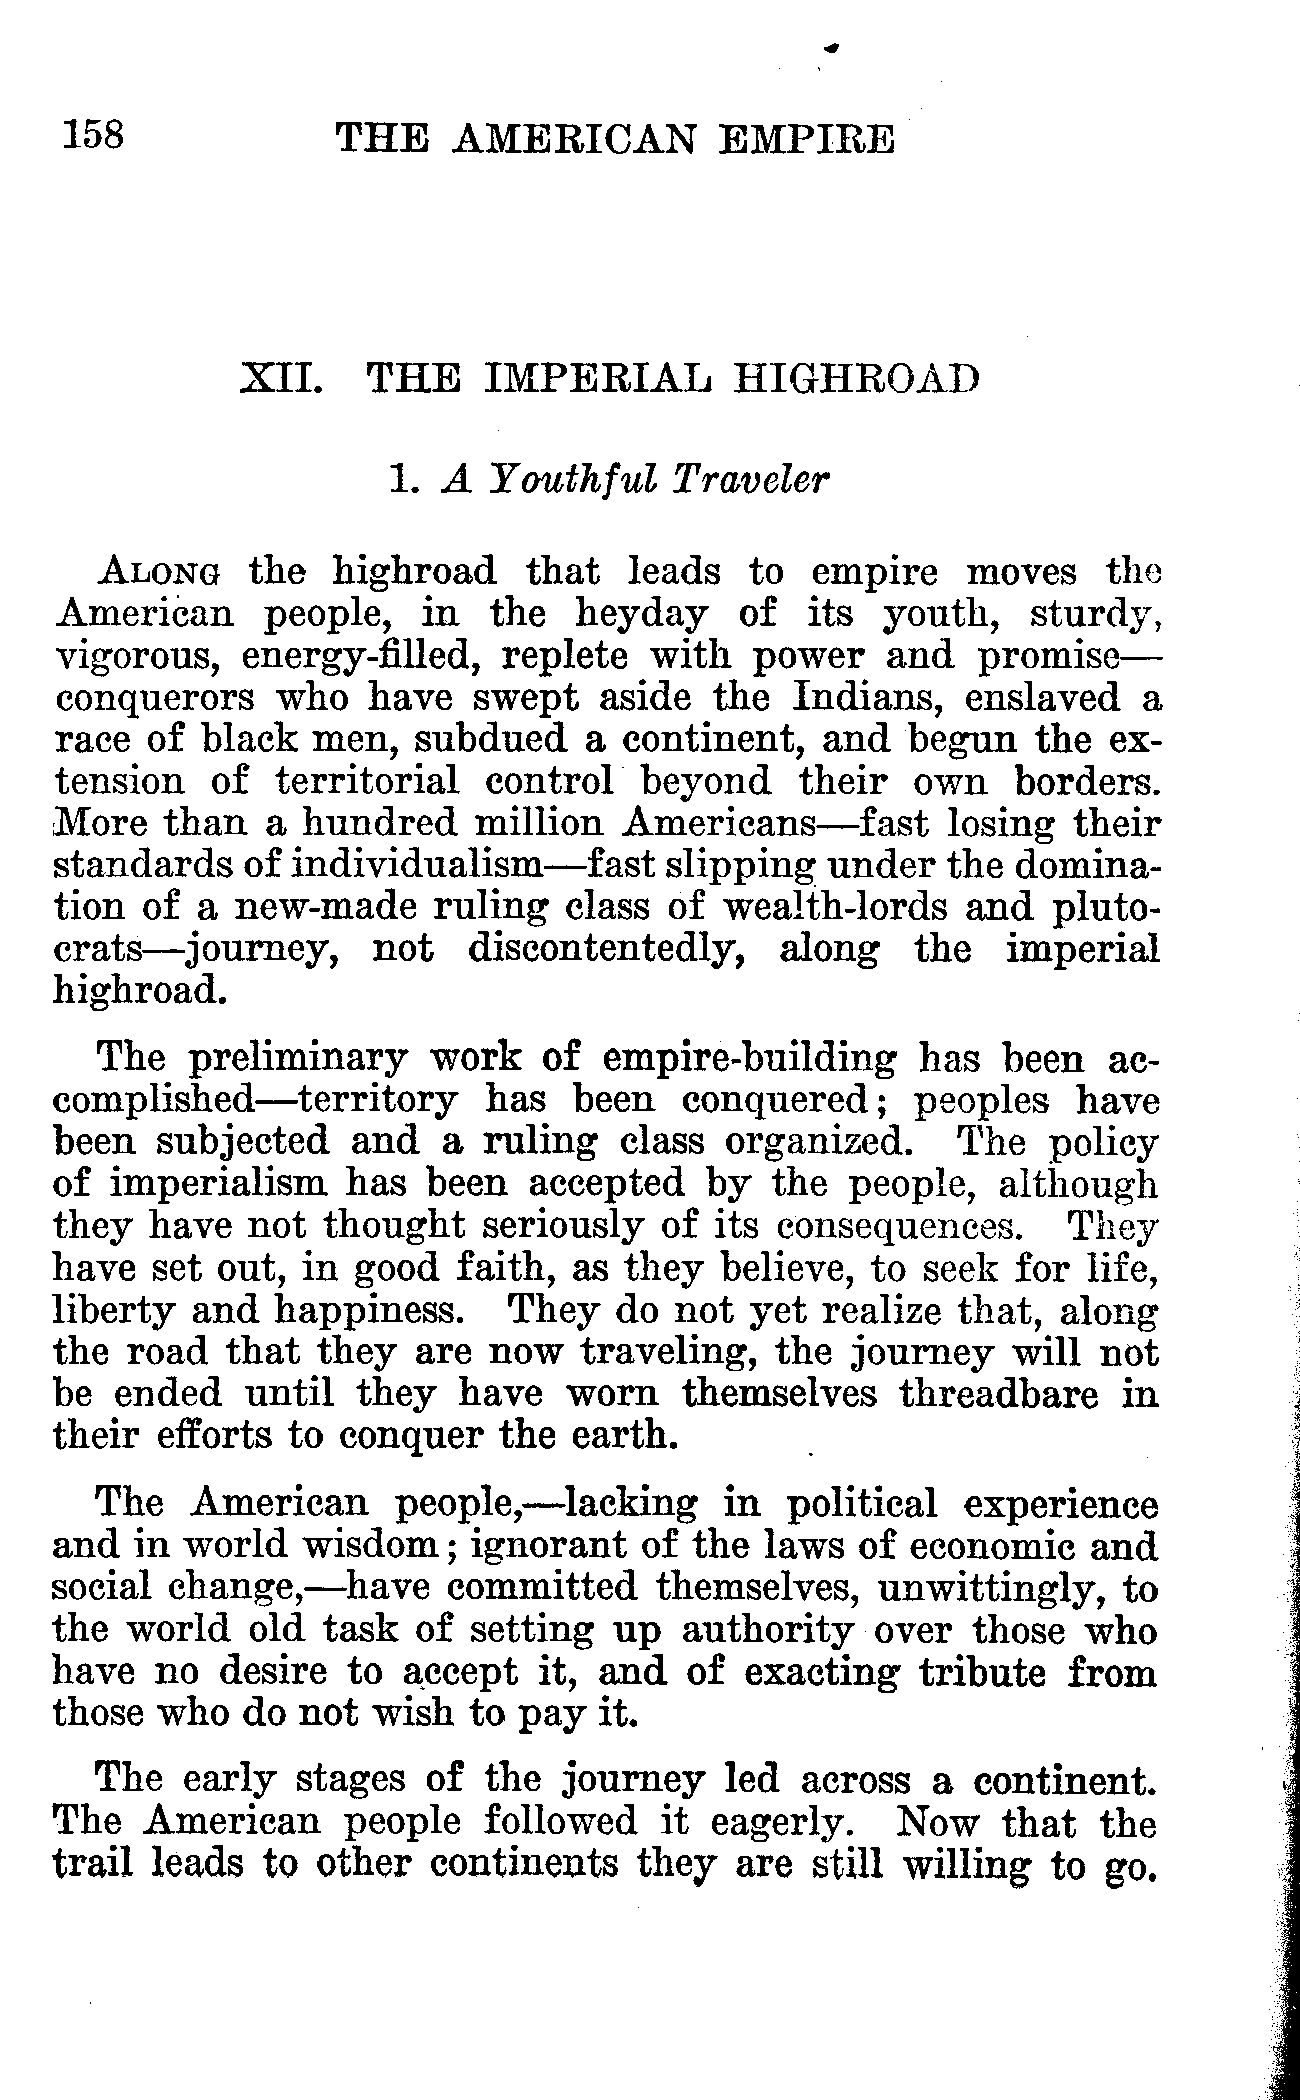 158 THE AMERICAN EMPIRE
XII. THE IMPERIAL HIGHROAD
1. A Youthful Traveler
ALONG the highroad that leads to empire moves the
American people, in the heyday of its youth, sturdy,
vigorous, energy-filled, replete with power and promise—
conquerors who have swept aside the Indians, enslaved a
race of black men, subdued a continent, and begun the ex-
tension of territorial control beyond their own borders.
More than a hundred million Americans—fast losing their
standards of individualism—fast slipping under the domina-
tion of a new-made ruling class of wealth-lords and pluto-
crats—journey, not discontentedly, along the imperial
highroad.
The preliminary work of empire-building has been ac-
complished—territory has been conquered; peoples have
been subjected and a ruling class organized. The policy
of imperialism has been accepted by the people, although
they have not thought seriously of its consequences. They
have set out, in good faith, as they believe, to seek for life,
liberty and happiness. They do not yet realize that, along
the road that they are now traveling, the journey will not
be ended until they have worn themselves threadbare in
their efforts to conquer the earth.
The American people,—lacking in political experience
and in world wisdom; ignorant of the laws of economic and
social change,—have committed themselves, unwittingly, to
the world old task of setting up authority over those who
have no desire to accept it, and of exacting tribute from
those who do not wish to pay it.
The early stages of the journey led across a continent.
The American people followed it eagerly. Now that the
trail leads to other continents they are still willing to go.